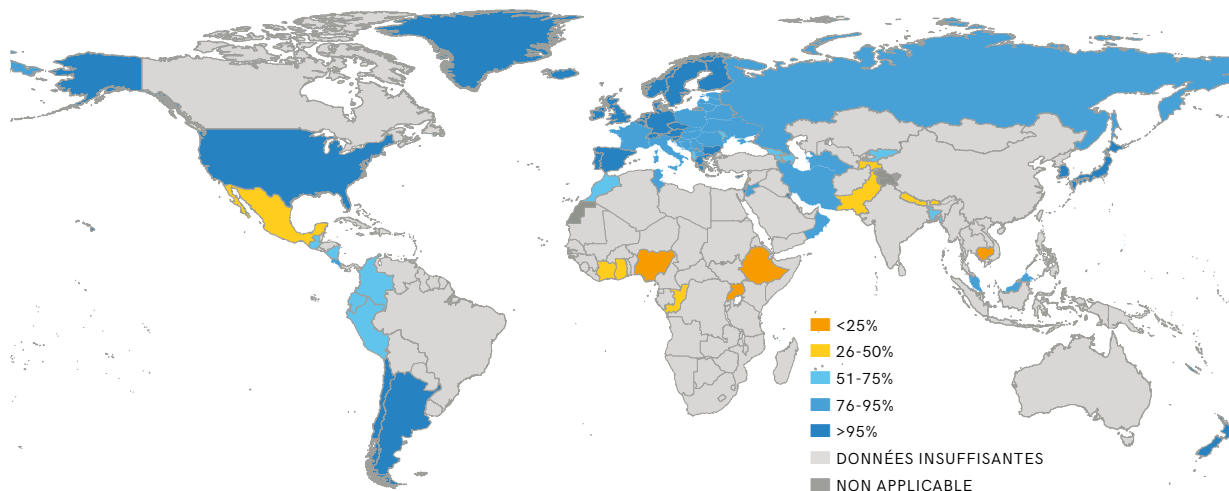 <25%
26-50%
51-75%
76-95%
>95%
DONNÉES INSUFFISANTES
NON APPLICABLE